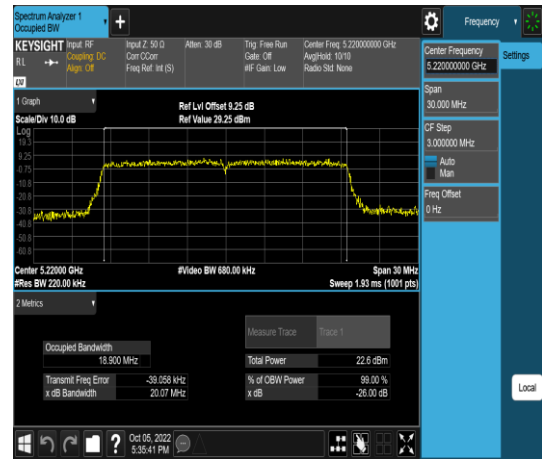 Spectrum Analyzer 1
Occupied BW
+
Frequency
KEYSIGHT
RL
LXI
Input: RF
Coupling: DC
Align: Off
Input Z: 50 Ω
Corr CCorr
Freq Ref: Int (S)
Atten: 30 dB
Trig: Free Run
Gate: Off
#IF Gain: Low
Center Freq: 5.220000000 GHz
Avg|Hold: 10/10
Radio Std: None
Center Frequency
5.220000000 GHz
Settings
Span
30.000 MHz
CF Step
3.000000 MHz
Auto
Man
Freq Offset
0 Hz
1 Graph
Scale/Div 10.0 dB
Ref Lvl Offset 9.25 dB
Ref Value 29.25 dBm
Log
19.3
9.25
-0.75
-10.8
-20.8
-30.8
-40.8
-50.8
-60.8
Center 5.22000 GHz
#Res BW 220.00 kHz
#Video BW 680.00 kHz
Span 30 MHz
Sweep 1.93 ms (1001 pts)
2 Metrics
Measure Trace
Trace 1
Occupied Bandwidth
18.900 MHz
Total Power
22.6 dBm
Transmit Freq Error
-39.058 kHz
% of OBW Power
99.00 %
x dB Bandwidth
20.07 MHz
x dB
-26.00 dB
Local
?
Oct 05, 2022
5:35:41 PM